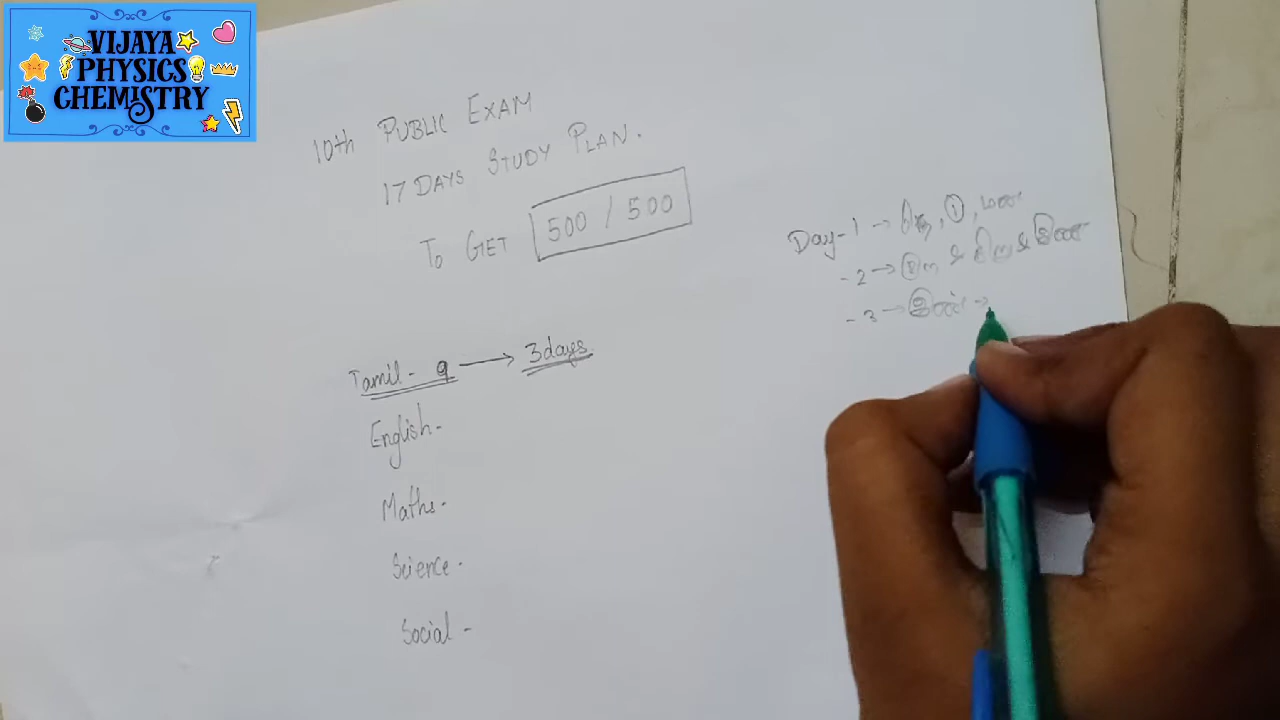 VIJAYA
PHYSICS
CHEMISTRY
10th PUBLIC EXAM
17 DAYS STUDY PLAN.
TO GET 500 / 500
Tamil - 9 → 3days
English -
Maths -
Science -
Social -
Day-1 → ①,
- 2 → & &
- 3 → →